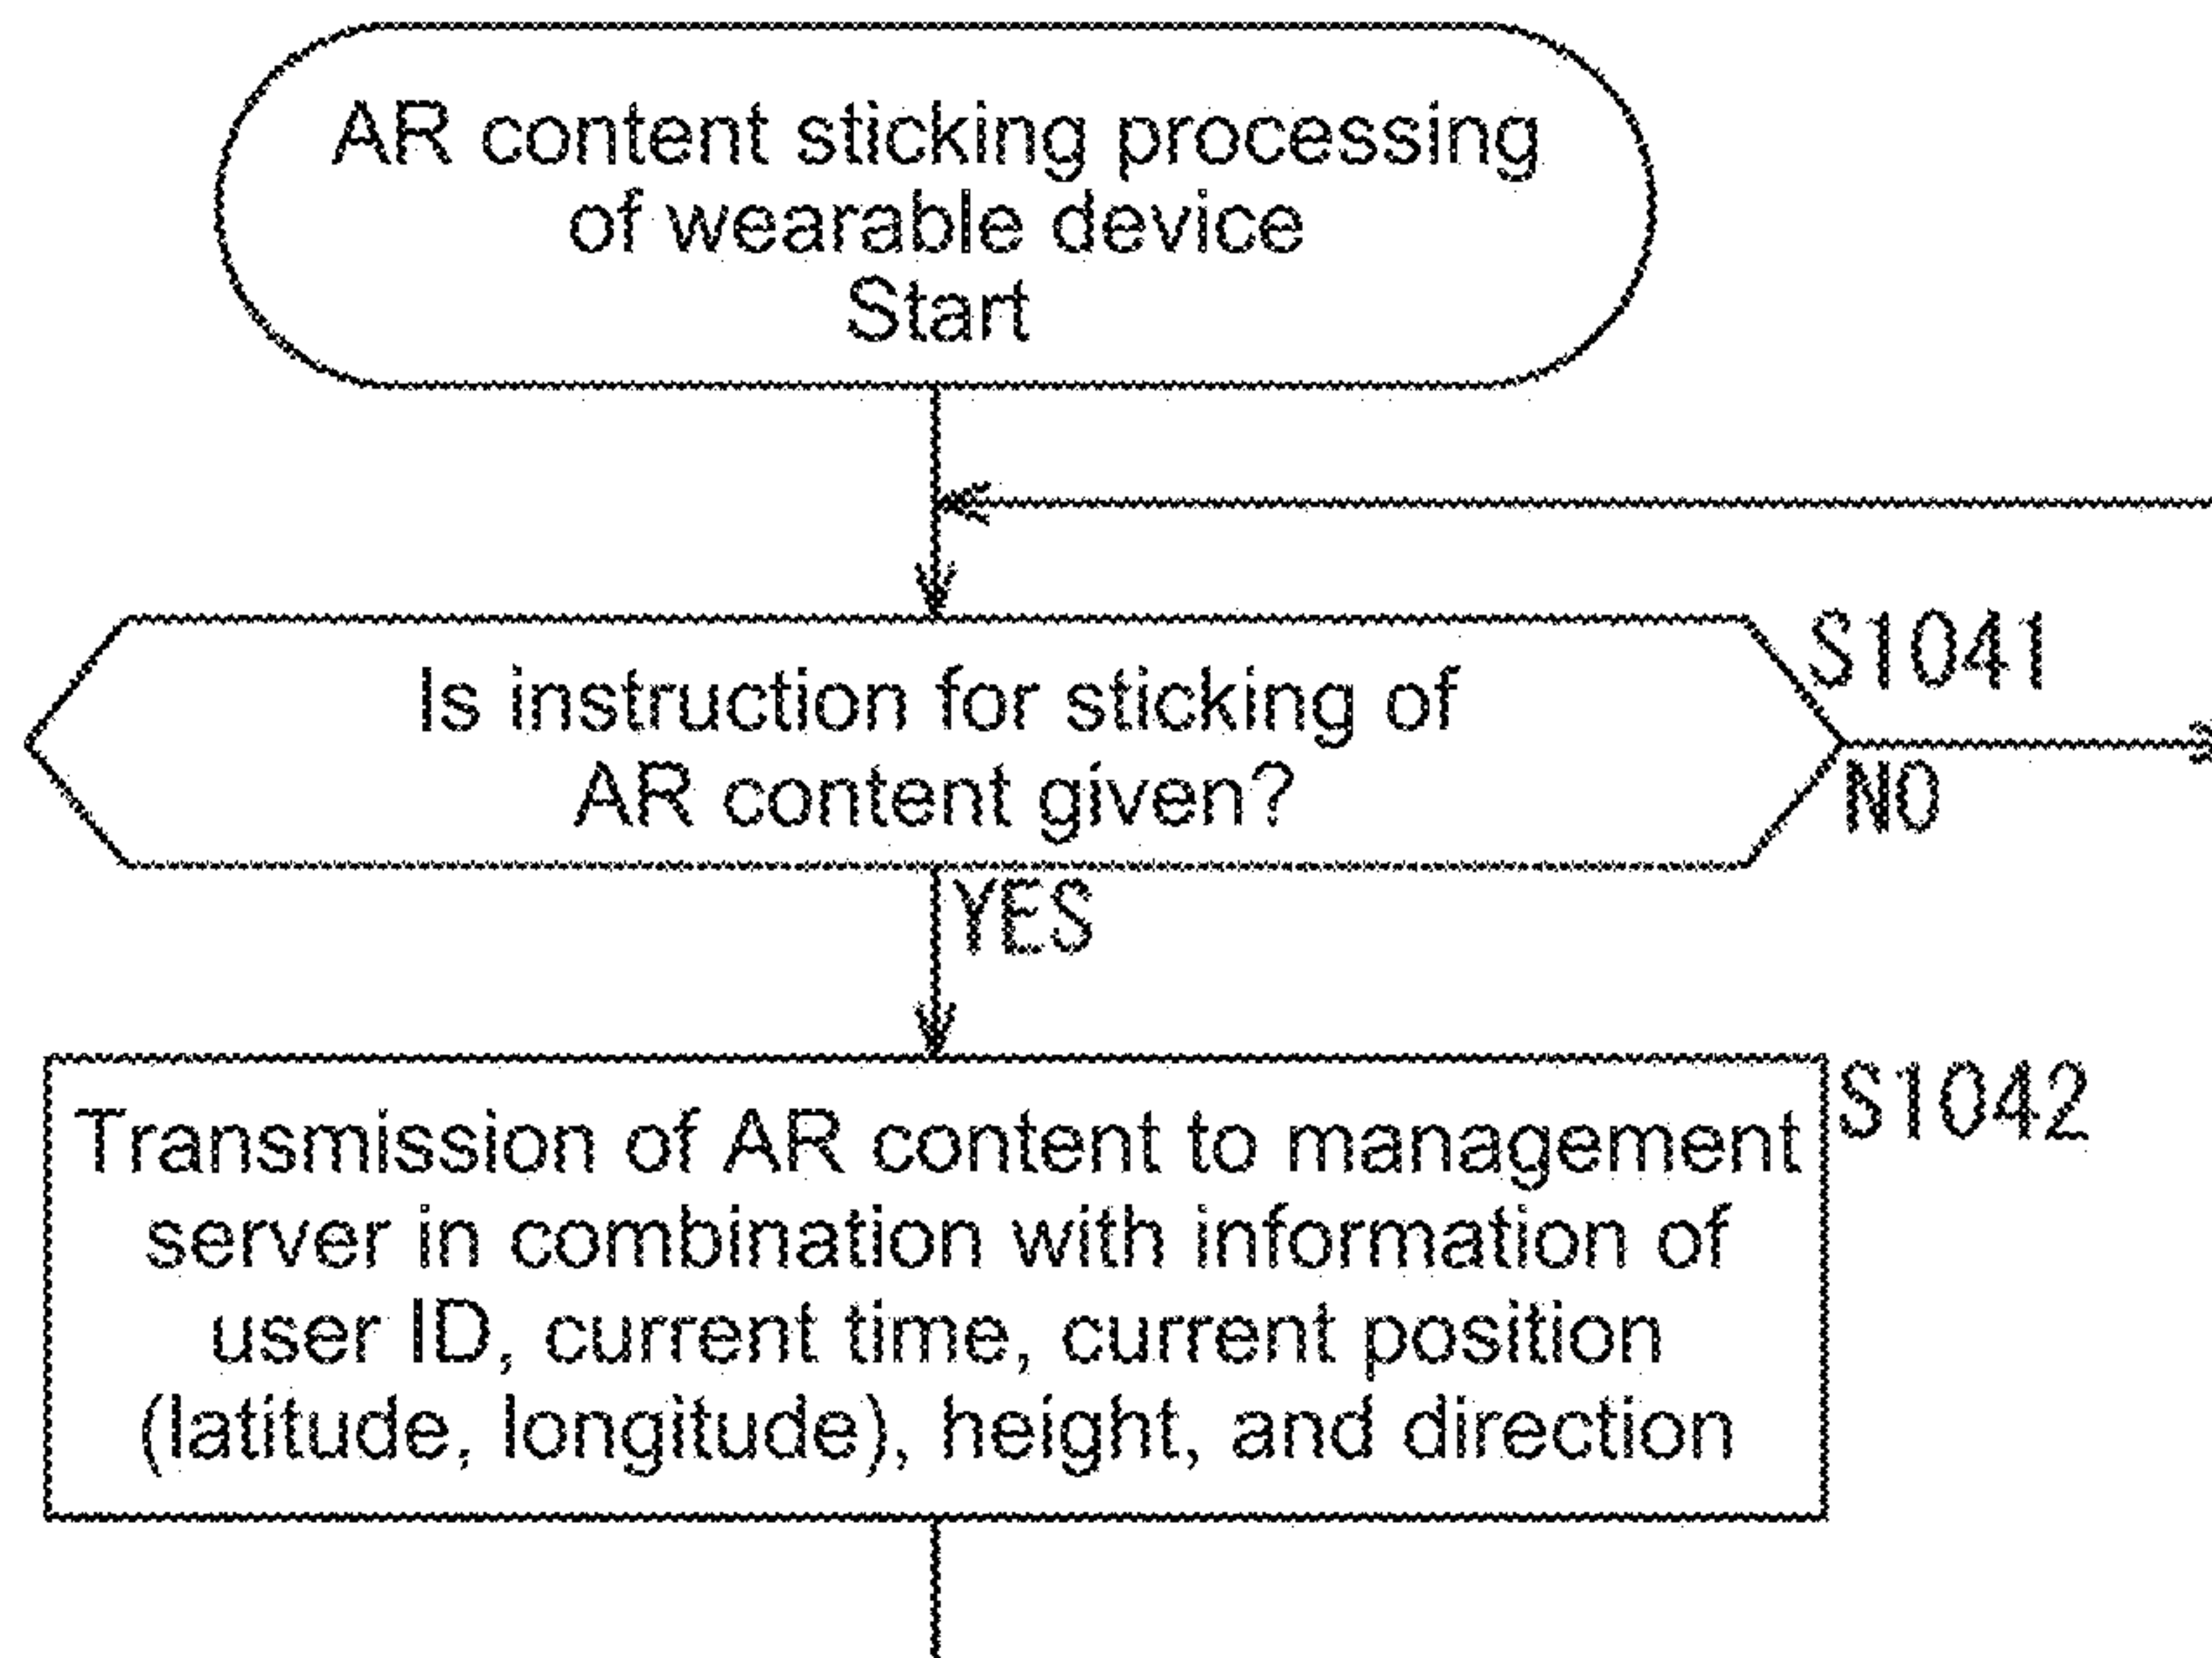 AR content sticking processing
of wearable device
Start
S1041
Is instruction for sticking of
AR content given?
NO
YES
S1042
Transmission of AR content to management
server in combination with information of
user ID, current time, current position
(latitude, longitude), height, and direction